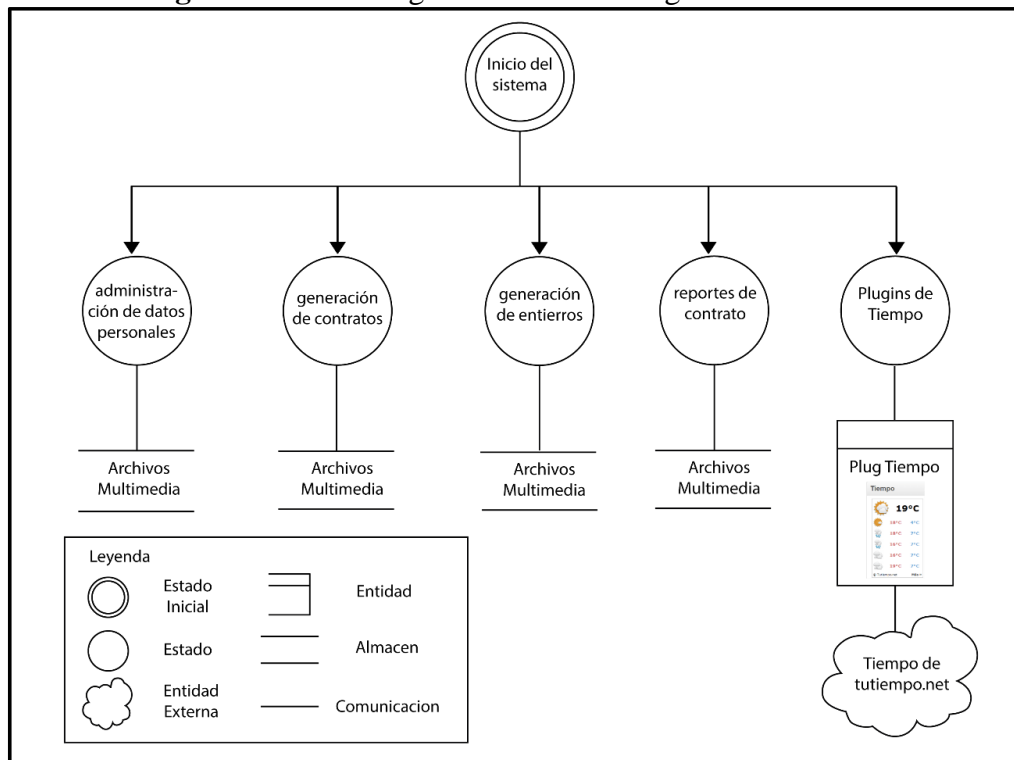 Inicio del
sistema
administra-
ción de datos
personales
generación
de contratos
generación
de entierros
reportes de
contrato
Plugins de
Tiempo
Archivos
Multimedia
Archivos
Multimedia
Archivos
Multimedia
Archivos
Multimedia
Plug Tiempo
Tiempo
19°C
Tiempo de
tutiempo.net
Leyenda
Estado
Inicial
Entidad
Estado
Almacen
Entidad
Externa
Comunicacion